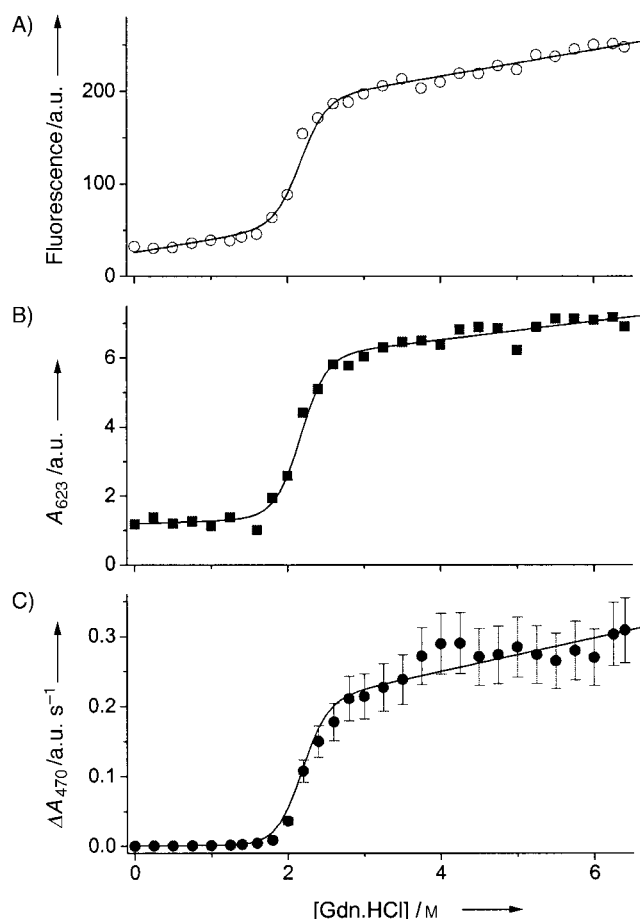 A)
Fluorescence/a.u.
200
100
0
B)
A623 /a.u.
6
4
2
0
C)
ΔA470 /a.u. s−1
0.3
0.2
0.1
0.0
0 2 4 6
[Gdn.HCl] / M